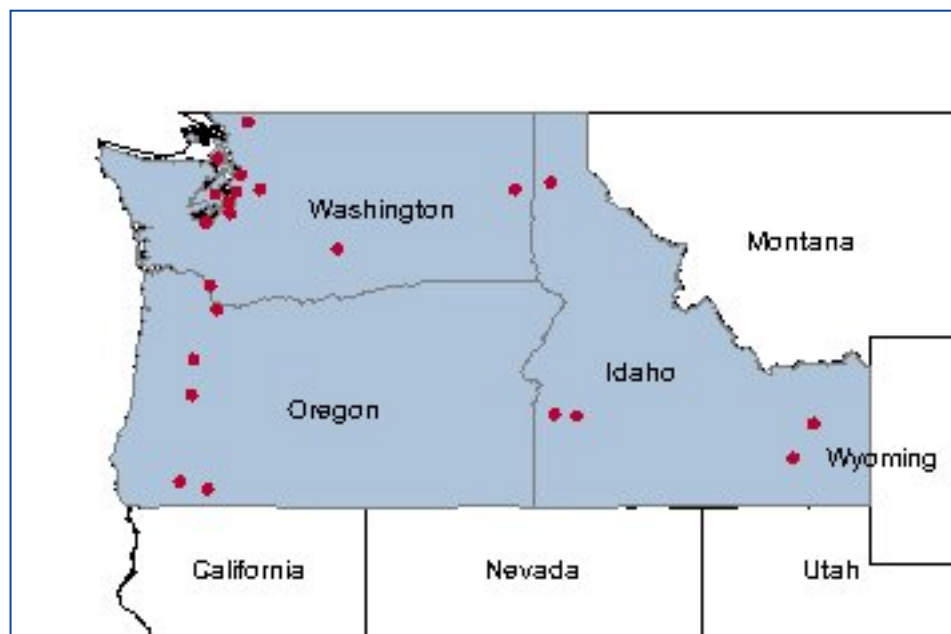 Washington
Montana
Idaho
Oregon
Wyoming
California
Nevada
Utah